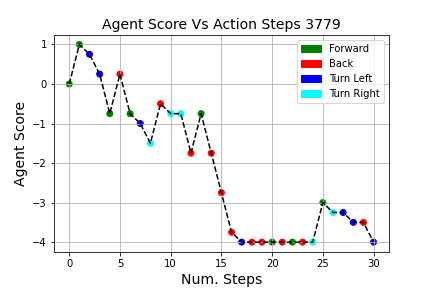 Agent Score Vs Action Steps 3779
Forward
Back
Turn Left
Turn Right
Agent Score
1
0
−1
−2
−3
−4
0 5 10 15 20 25 30
Num. Steps